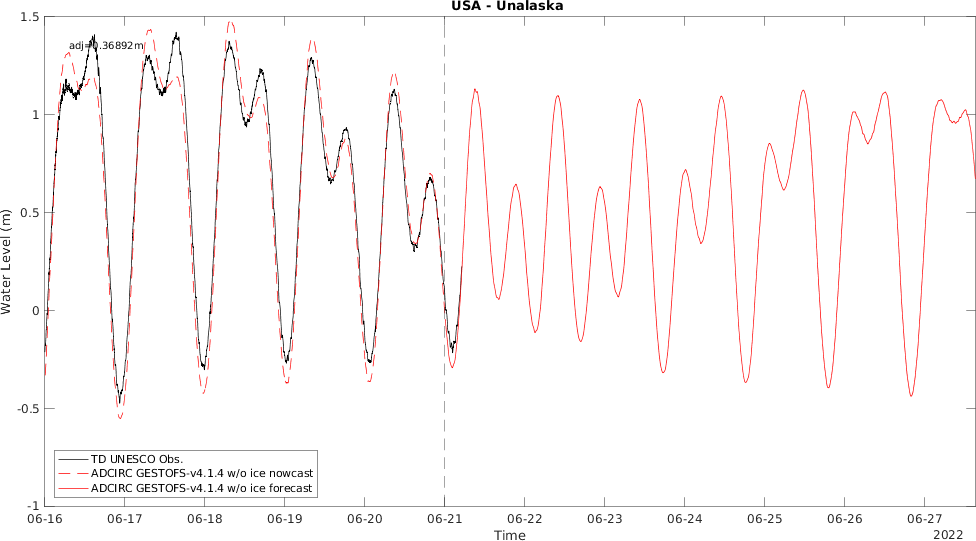 USA - Unalaska
1.5
adj=0.36892m
1
0.5
Water Level (m)
0
-0.5
TD UNESCO Obs.
ADCIRC GESTOFS-v4.1.4 w/o ice nowcast
ADCIRC GESTOFS-v4.1.4 w/o ice forecast
-1
06-16 06-17 06-18 06-19 06-20 06-21 06-22 06-23 06-24 06-25 06-26 06-27
Time
2022